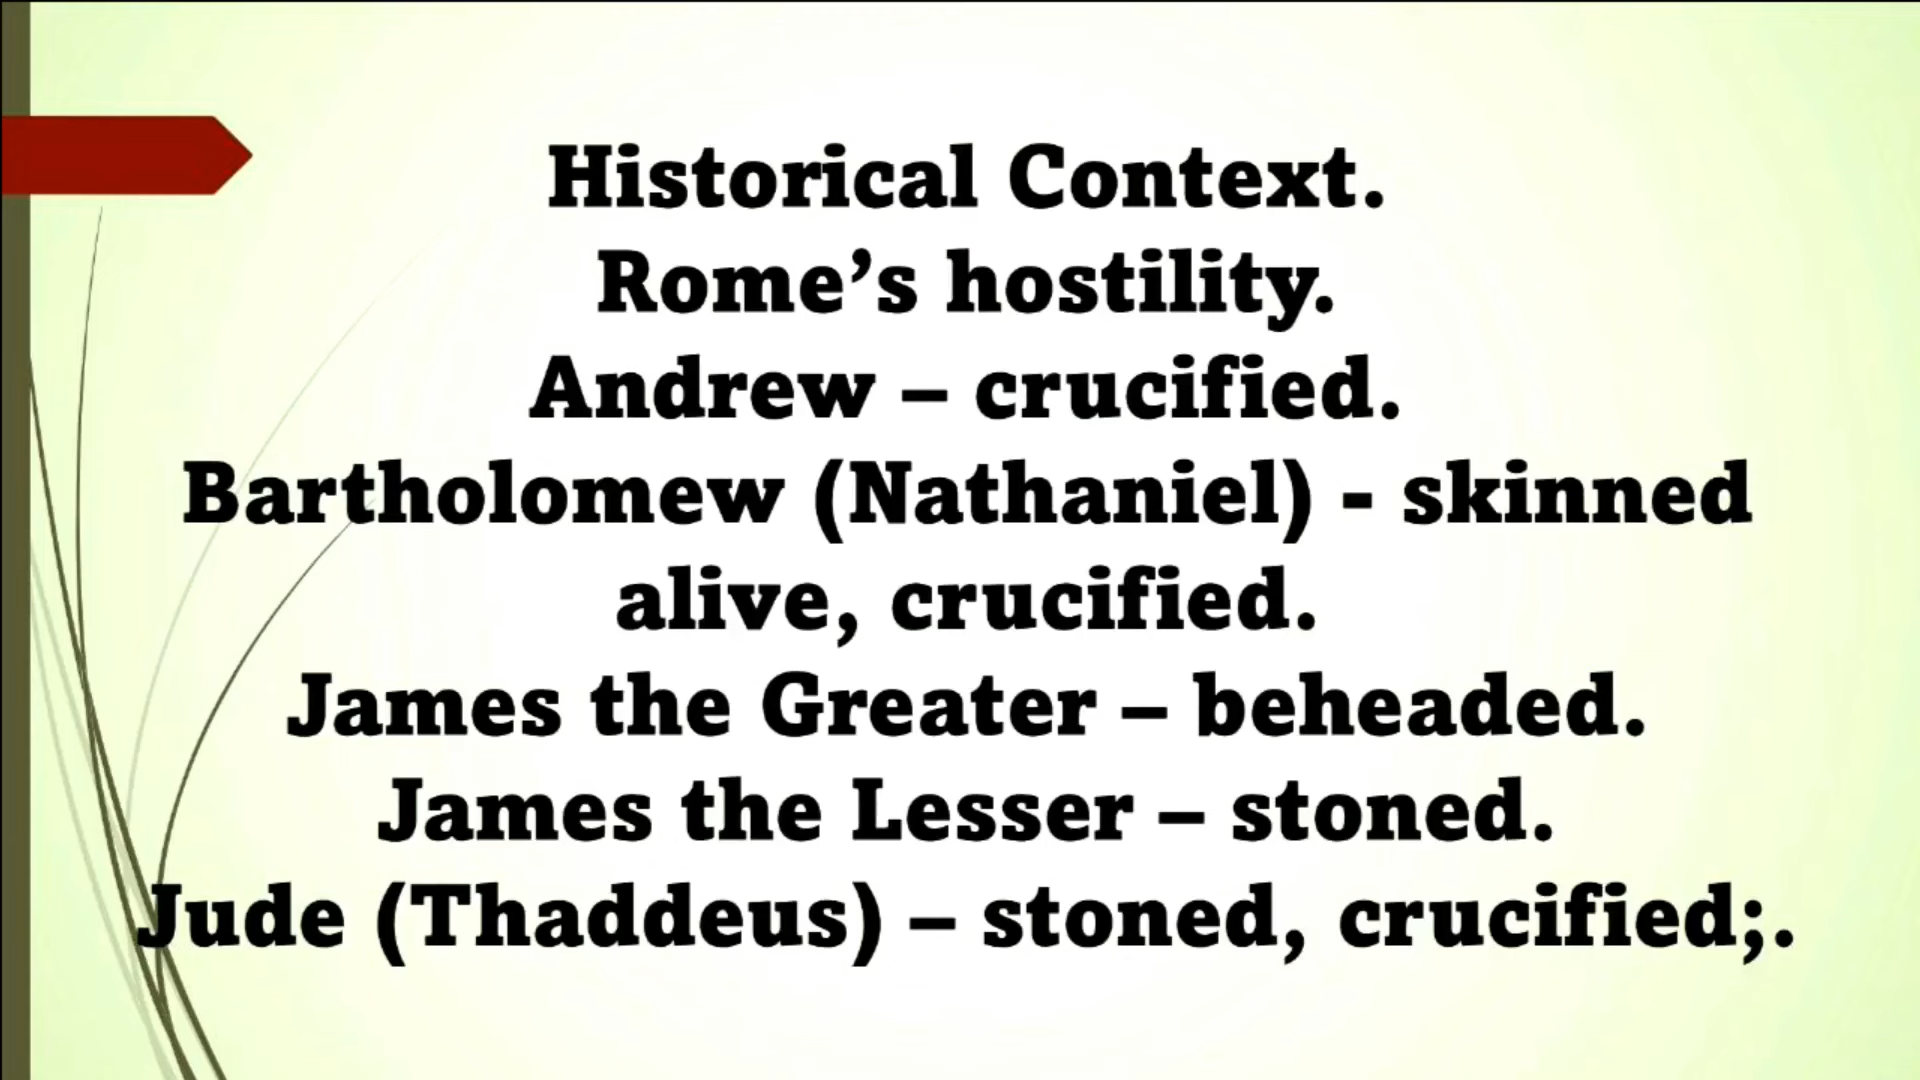 Historical Context.
Rome’s hostility.
Andrew – crucified.
Bartholomew (Nathaniel) - skinned
alive, crucified.
James the Greater – beheaded.
James the Lesser – stoned.
Jude (Thaddeus) – stoned, crucified;.